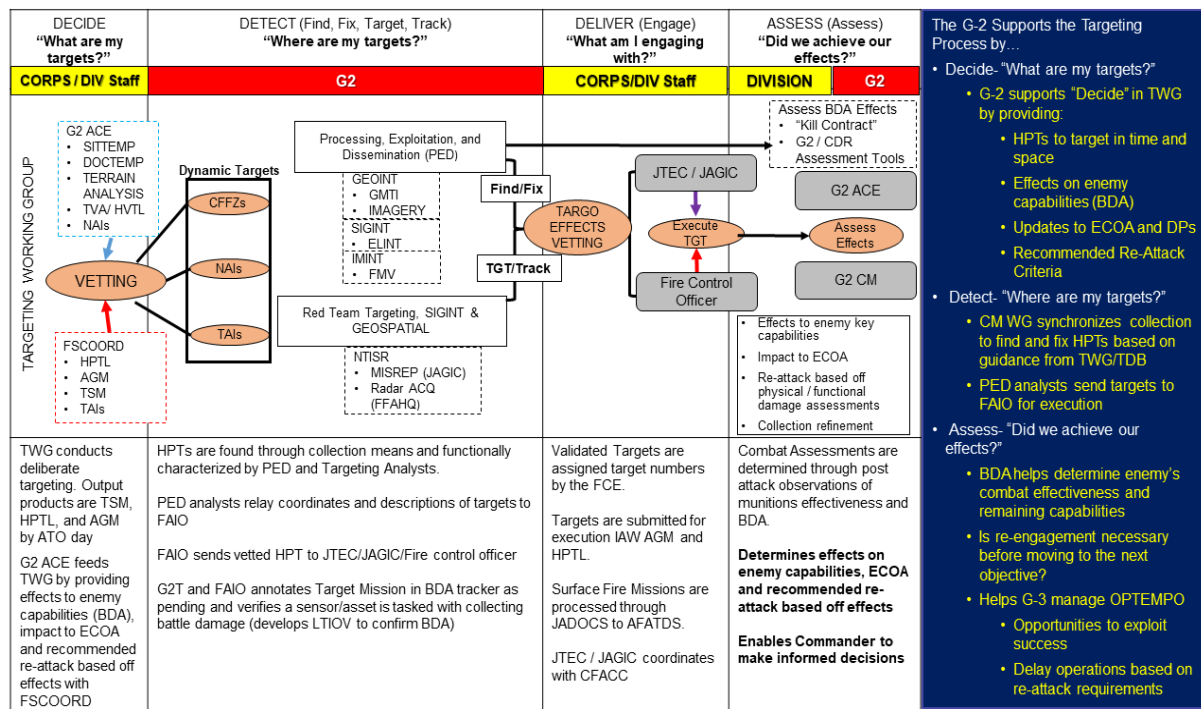 DECIDE
“What are my
targets?”
DETECT (Find, Fix, Target, Track)
“Where are my targets?”
DELIVER (Engage)
“What am I engaging
with?”
ASSESS (Assess)
“Did we achieve our
effects?”
CORPS / DIV Staff
G2
CORPS/DIV Staff
DIVISION
G2
TARGETING WORKING GROUP
G2 ACE
• SITTEMP
• DOCTEMP
• TERRAIN
ANALYSIS
• TVA/ HVTL
• NAIs
VETTING
FSCOORD
• HPTL
• AGM
• TSM
• TAIs
Dynamic Targets
CFFZs
NAIs
TAIs
Processing, Exploitation, and
Dissemination (PED)
GEOINT
• GMTI
• IMAGERY
SIGINT
• ELINT
IMINT
• FMV
Red Team Targeting, SIGINT &
GEOSPATIAL
NTISR
• MISREP (JAGIC)
• Radar ACQ
(FFAHQ)
Find/Fix
TGT/Track
TARGO
EFFECTS
VETTING
JTEC / JAGIC
Execute
TGT
Fire Control
Officer
Assess BDA Effects
• “Kill Contract”
• G2 / CDR
Assessment Tools
G2 ACE
Assess
Effects
G2 CM
• Effects to enemy key
capabilities
• Impact to ECOA
• Re-attack based off
physical / functional
damage assessments
• Collection refinement
TWG conducts
deliberate
targeting. Output
products are TSM,
HPTL, and AGM
by ATO day
G2 ACE feeds
TWG by providing
effects to enemy
capabilities (BDA),
impact to ECOA
and recommended
re-attack based off
effects with
FSCOORD
HPTs are found through collection means and functionally
characterized by PED and Targeting Analysts.
PED analysts relay coordinates and descriptions of targets to
FAIO
FAIO sends vetted HPT to JTEC/JAGIC/Fire control officer
G2T and FAIO annotates Target Mission in BDA tracker as
pending and verifies a sensor/asset is tasked with collecting
battle damage (develops LTIOV to confirm BDA)
Validated Targets are
assigned target numbers
by the FCE.
Targets are submitted for
execution IAW AGM and
HPTL.
Surface Fire Missions are
processed through
JADOCS to AFATDS.
JTEC / JAGIC coordinates
with CFACC
Combat Assessments are
determined through post
attack observations of
munitions effectiveness and
BDA.
Determines effects on
enemy capabilities, ECOA
and recommended re-
attack based off effects
Enables Commander to
make informed decisions
The G-2 Supports the Targeting
Process by…
• Decide- “What are my targets?”
• G-2 supports “Decide” in TWG
by providing:
• HPTs to target in time and
space
• Effects on enemy
capabilities (BDA)
• Updates to ECOA and DPs
• Recommended Re-Attack
Criteria
• Detect- “Where are my targets?”
• CM WG synchronizes collection
to find and fix HPTs based on
guidance from TWG/TDB
• PED analysts send targets to
FAIO for execution
• Assess- “Did we achieve our
effects?”
• BDA helps determine enemy’s
combat effectiveness and
remaining capabilities
• Is re-engagement necessary
before moving to the next
objective?
• Helps G-3 manage OPTEMPO
• Opportunities to exploit
success
• Delay operations based on
re-attack requirements